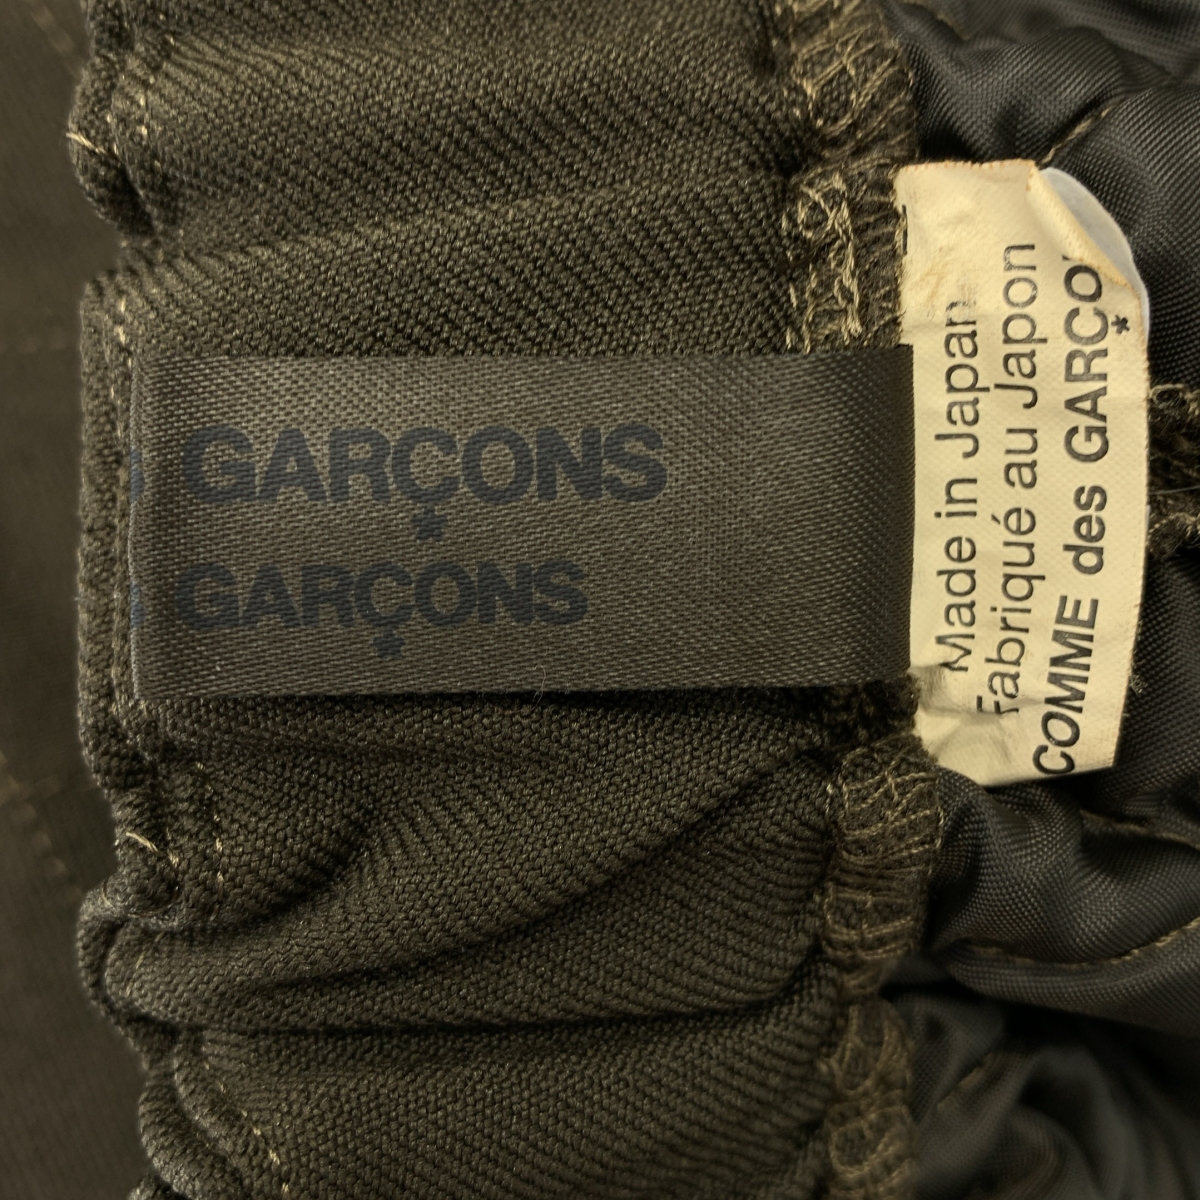 GARÇONS
*
GARÇONS
*
Made in Japan
Fabriqué au Japon
COMME des GARÇO
*